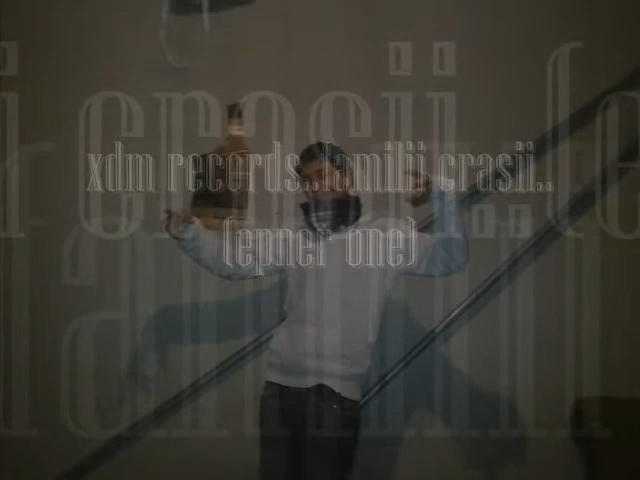 xdm records familii crasii..
(epner one)